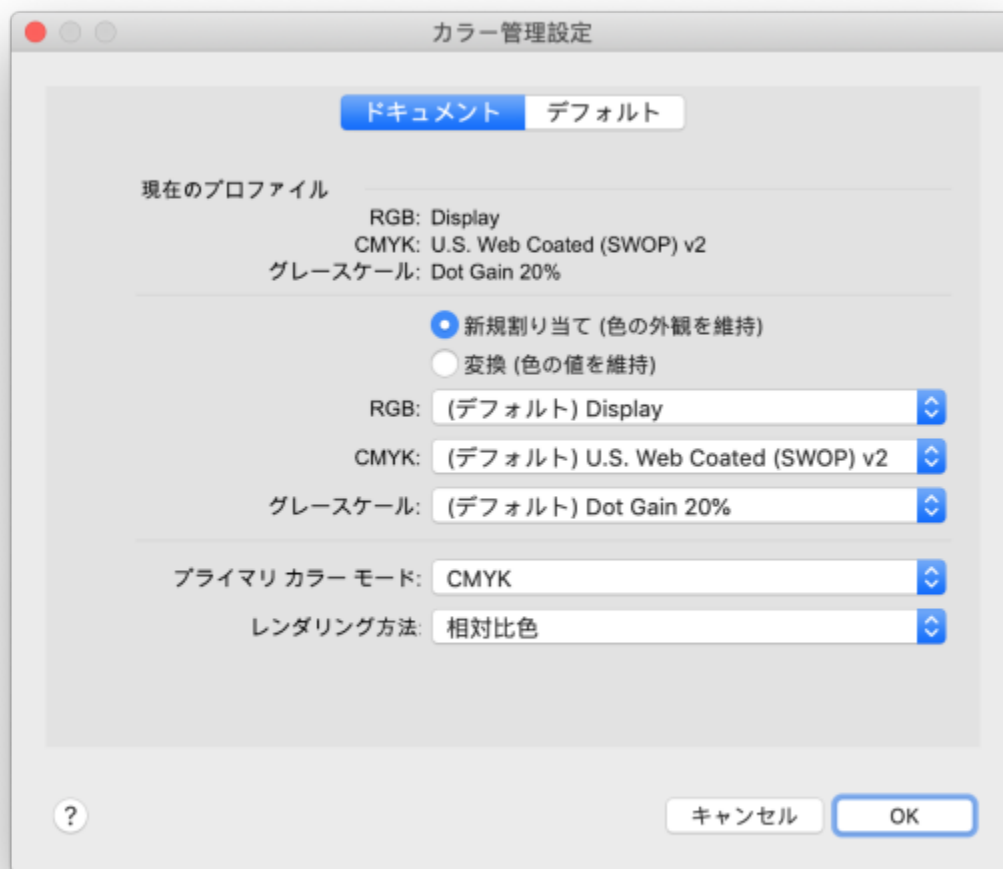 カラー管理設定
ドキュメント デフォルト
現在のプロファイル
RGB: Display
CMYK: U.S. Web Coated (SWOP) v2
グレースケール: Dot Gain 20%
新規割り当て (色の外観を維持)
変換 (色の値を維持)
RGB: (デフォルト) Display
CMYK: (デフォルト) U.S. Web Coated (SWOP) v2
グレースケール: (デフォルト) Dot Gain 20%
プライマリ カラー モード: CMYK
レンダリング方法: 相対比色
? キャンセル OK